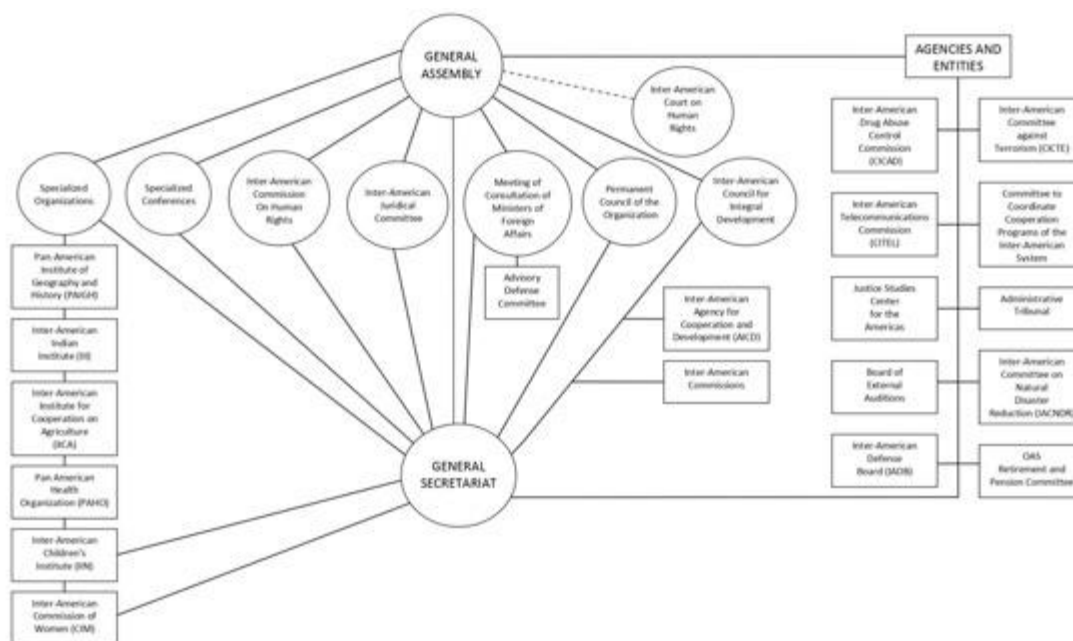 GENERAL
ASSEMBLY
AGENCIES AND
ENTITIES
Inter-American
Court on
Human
Rights
Specialized
Organizations
Specialized
Conferences
Inter-American
Commission
On Human
Rights
Inter-American
Juridical
Committee
Meeting of
Consultation of
Ministers of
Foreign
Affairs
Permanent
Council of the
Organization
Inter-American
Council for
Integral
Development
Advisory
Defense
Committee
Inter-American
Agency for
Cooperation and
Development (AICD)
Inter-American
Commissions
GENERAL
SECRETARIAT
Pan American
Institute of
Geography and
History (PAIGH)
Inter-American
Indian
Institute (III)
Inter-American
Institute for
Cooperation on
Agriculture
(IICA)
Pan American
Health
Organization (PAHO)
Inter-American
Children's
Institute (IIN)
Inter-American
Commission of
Women (CIM)
Inter-American
Drug Abuse
Control
Commission
(CICAD)
Inter-American
Committee
against
Terrorism (CICTE)
Inter-American
Telecommunications
Commission
(CITEL)
Committee to
Coordinate
Cooperation
Programs of the
Inter-American
System
Justice Studies
Center
for the
Americas
Administrative
Tribunal
Board of
External
Auditions
Inter-American
Committee on
Natural
Disaster
Reduction (IACNDR)
Inter-American
Defense
Board (IADB)
OAS
Retirement and
Pension Committee